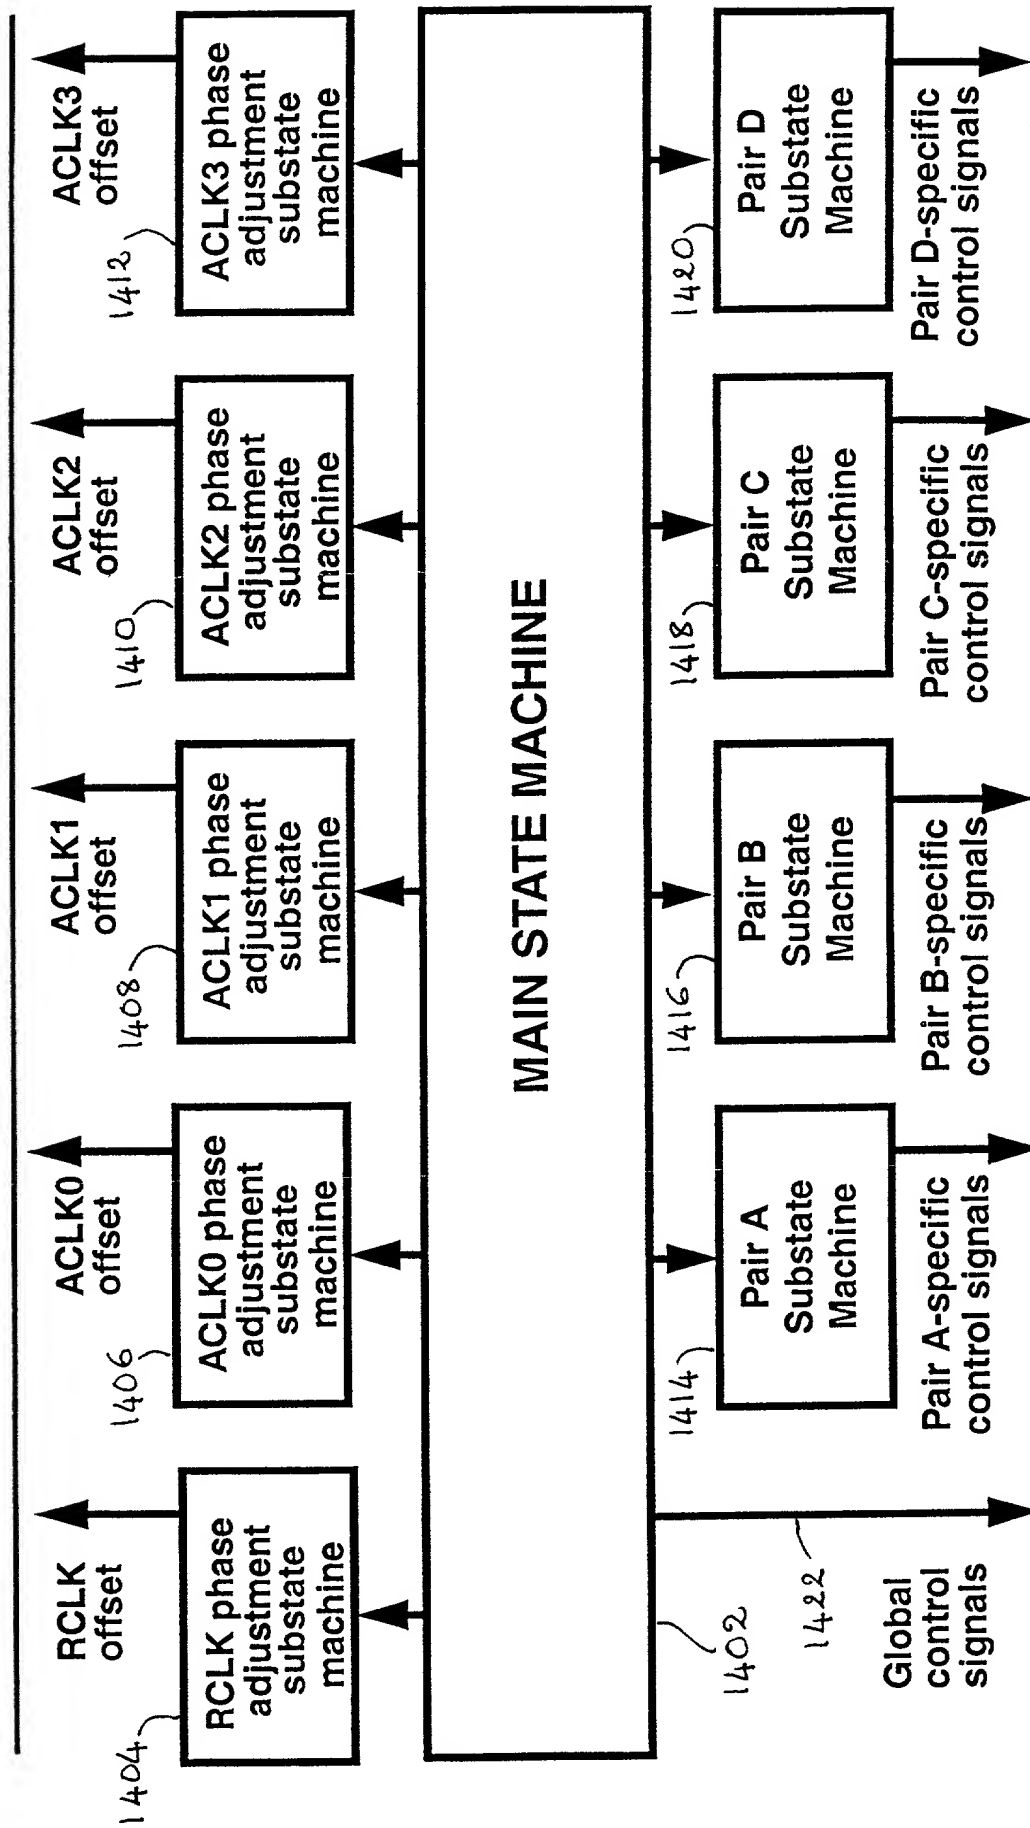 RCLK
offset
ACLK0
offset
ACLK1
offset
ACLK2
offset
ACLK3
offset
1404
RCLK phase
adjustment
substate
machine
1406
ACLK0 phase
adjustment
substate
machine
1408
ACLK1 phase
adjustment
substate
machine
1410
ACLK2 phase
adjustment
substate
machine
1412
ACLK3 phase
adjustment
substate
machine
MAIN STATE MACHINE
1402
1422
Global
control
signals
1414
Pair A
Substate
Machine
Pair A-specific
control signals
1416
Pair B
Substate
Machine
Pair B-specific
control signals
1418
Pair C
Substate
Machine
Pair C-specific
control signals
1420
Pair D
Substate
Machine
Pair D-specific
control signals